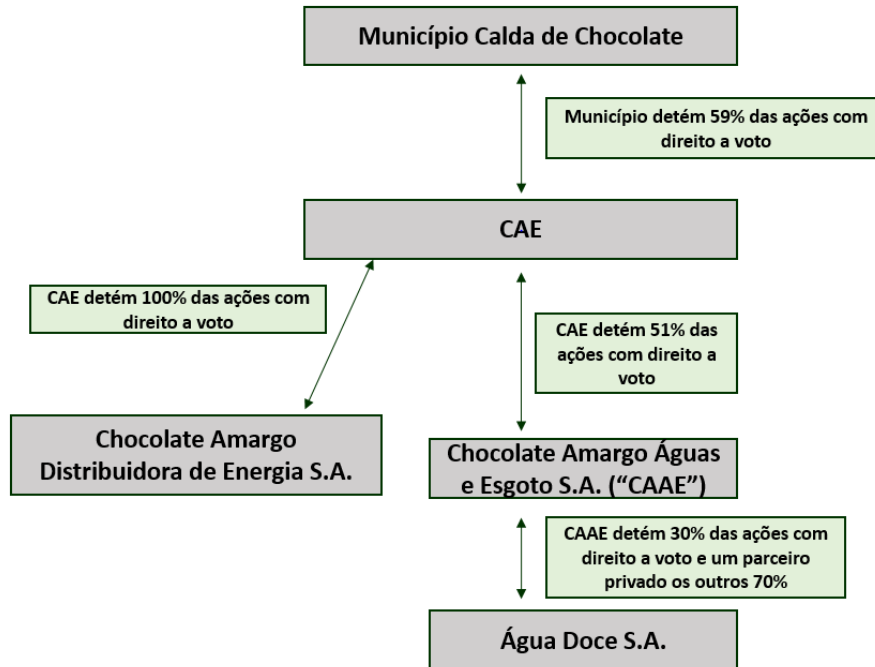 Município Calda de Chocolate
Município detém 59% das ações com
direito a voto
CAE
CAE detém 100% das ações com
direito a voto
CAE detém 51% das
ações com direito a
voto
Chocolate Amargo
Distribuidora de Energia S.A.
Chocolate Amargo Águas
e Esgoto S.A. (“CAAE”)
CAAE detém 30% das ações com
direito a voto e um parceiro
privado os outros 70%
Água Doce S.A.